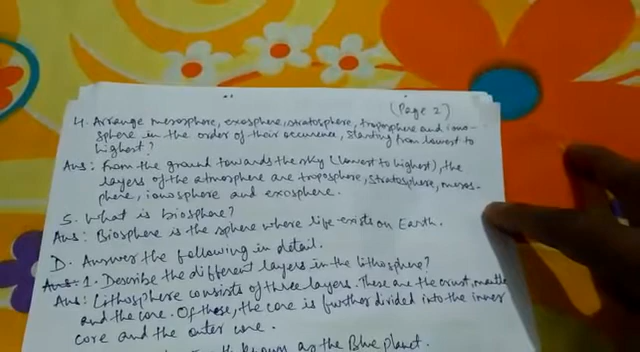 (Page 2)
4. Arrange mesosphere, exosphere, stratosphere, troposphere and iono-
sphere in the order of their occurence, starting from lowest to
highest?
Ans: From the ground towards the sky (lowest to highest), the
layers of the atmosphere are troposphere, stratosphere, meso-
sphere, ionosphere and exosphere.
5. What is biosphere?
Ans: Biosphere is the sphere where life exists on Earth.
D. Answer the following in detail.
Ans: 1. Describe the different layers in the lithosphere?
Ans: Lithosphere consists of three layers. These are the crust, mantle
and the core. Of these, the core is further divided into the inner
core and the outer core.
known as the Blue planet.